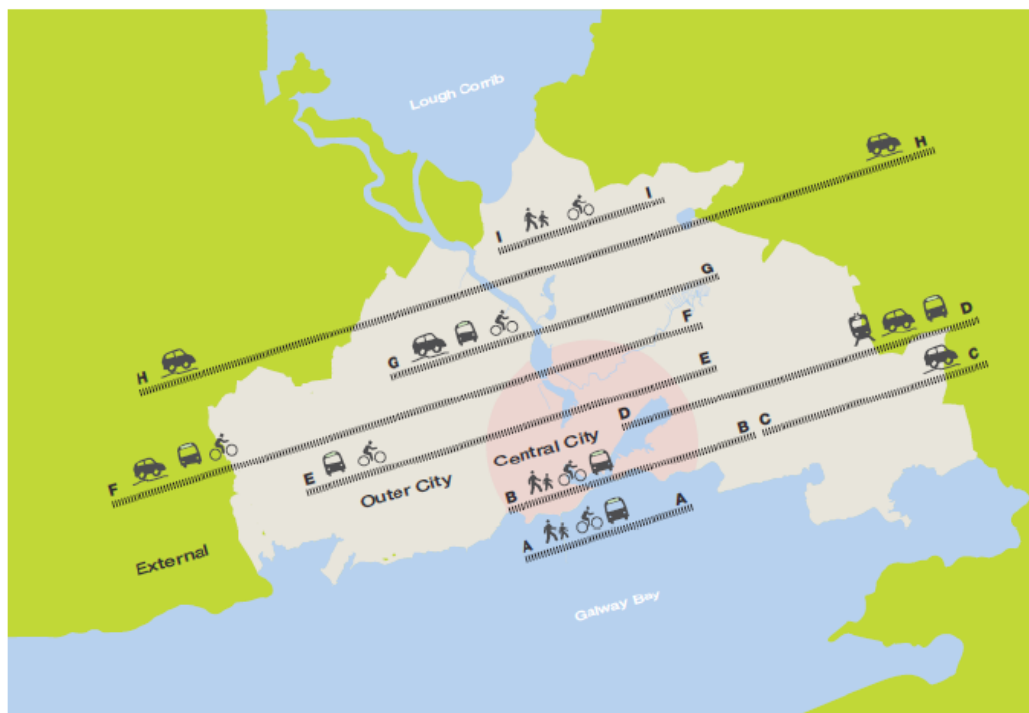 Lough Corrib
H
I
I
G
H
G
F
D
E
C
D
B
C
Central City
E
Outer City
F
B
A
A
External
Galway Bay